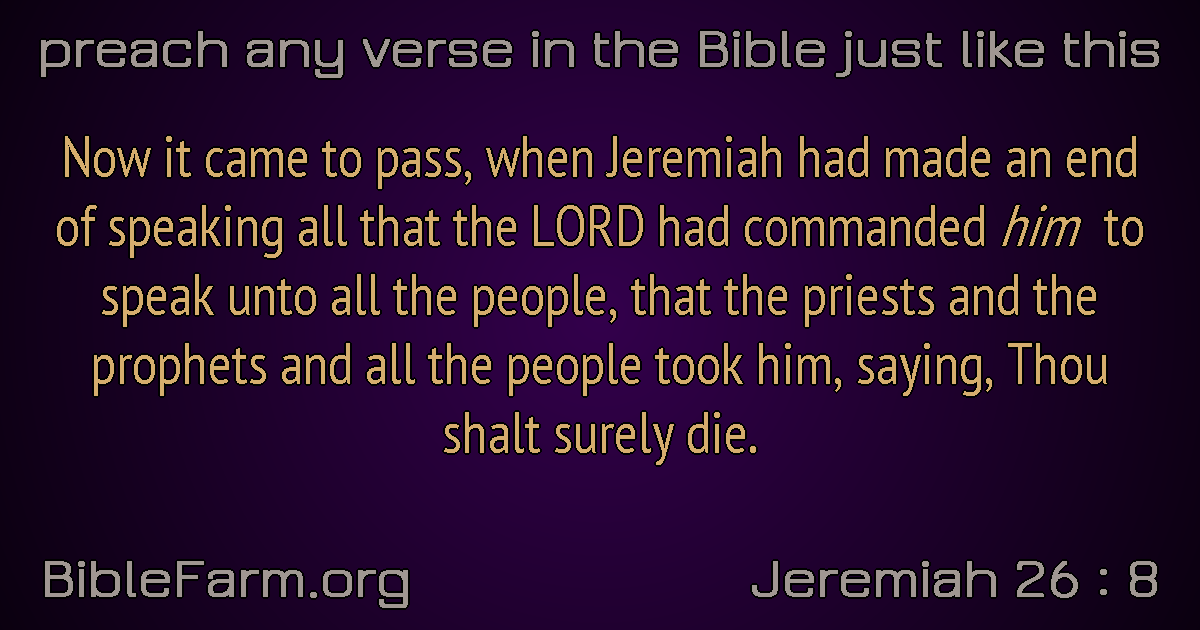 preach any verse in the Bible just like this
Now it came to pass, when Jeremiah had made an end
of speaking all that the LORD had commanded him to
speak unto all the people, that the priests and the
prophets and all the people took him, saying, Thou
shalt surely die.
BibleFarm.org
Jeremiah 26 : 8